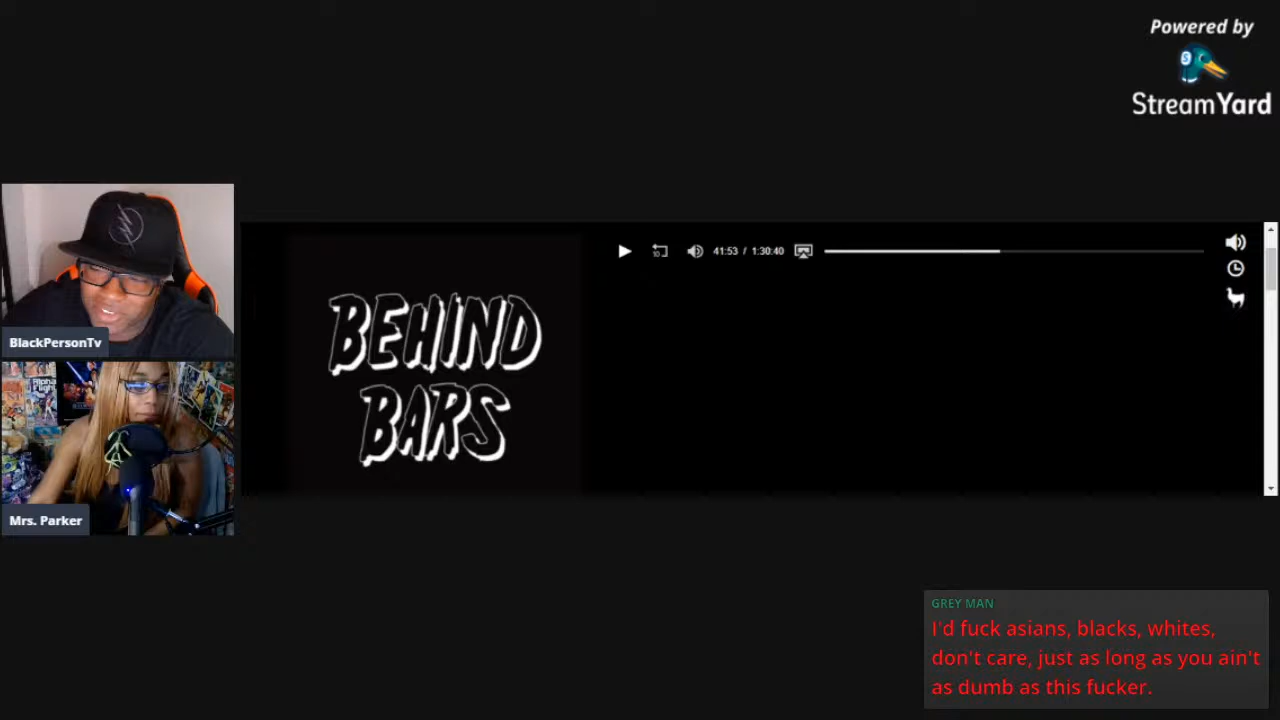 Powered by
StreamYard
41:53 / 1:30:40
BEHIND
BARS
BlackPersonTv
Mrs. Parker
GREY MAN
I'd fuck asians, blacks, whites,
don't care, just as long as you ain't
as dumb as this fucker.